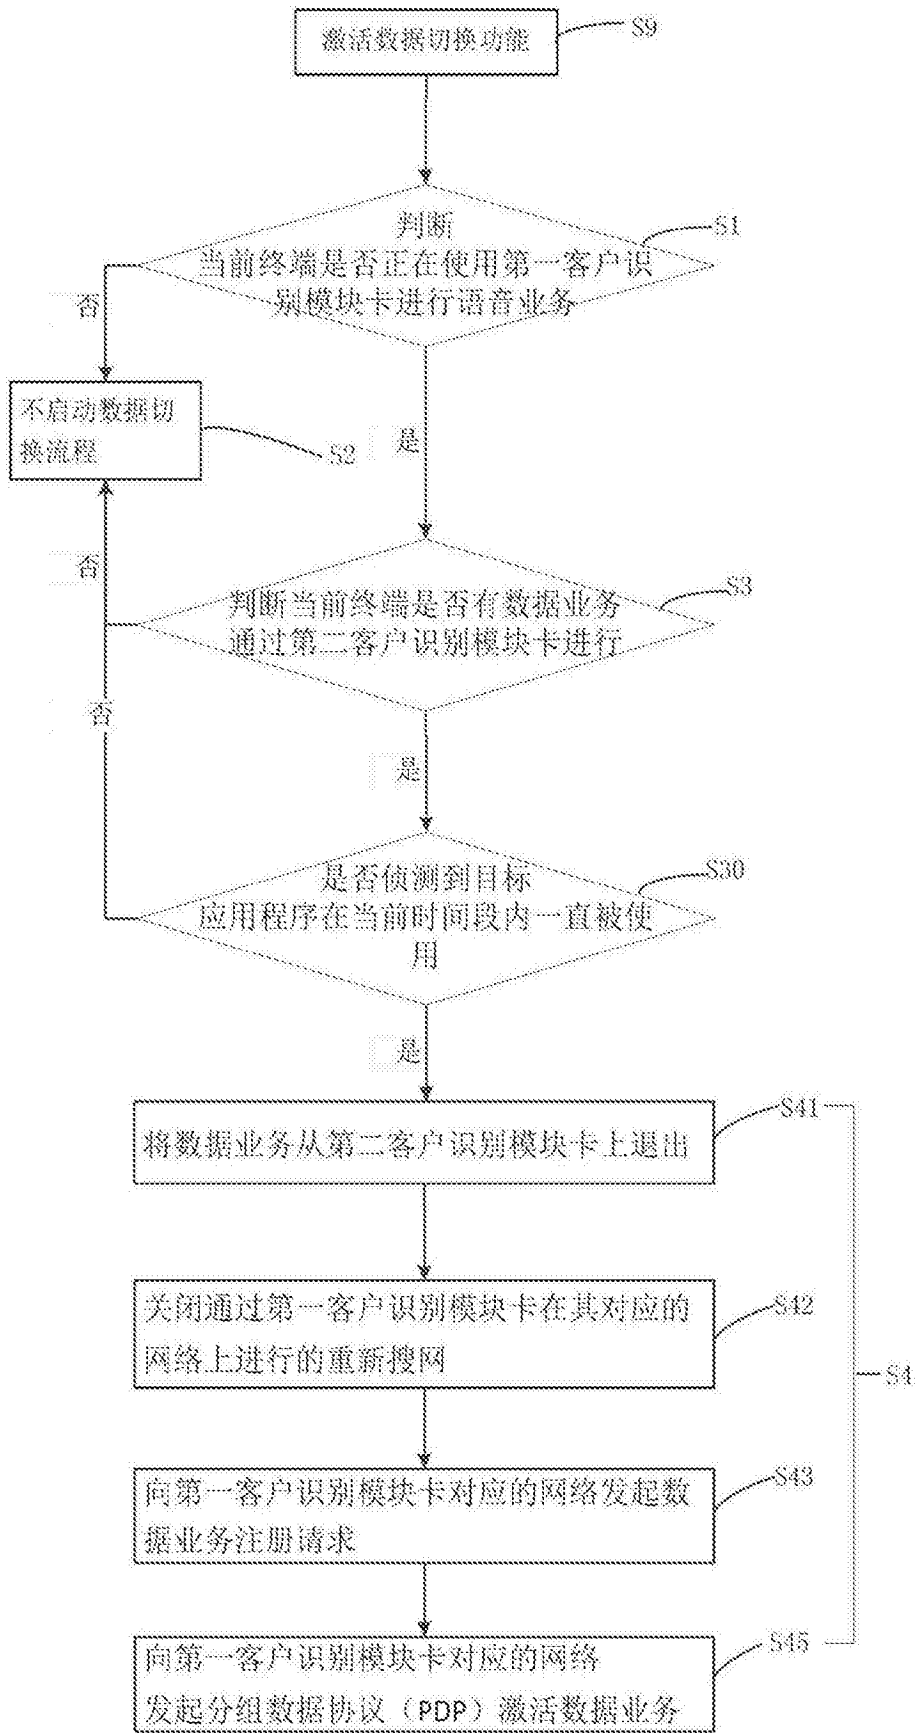 激活数据切换功能
S9
判断
当前终端是否正在使用第一客户识
别模块卡进行语音业务
S1
否
不启动数据切
换流程
S2
是
否
判断当前终端是否有数据业务
通过第二客户识别模块卡进行
S3
否
是
是否侦测到目标
应用程序在当前时间段内一直被使
用
S30
是
将数据业务从第二客户识别模块卡上退出
S41
关闭通过第一客户识别模块卡在其对应的
网络上进行的重新搜网
S42
S4
向第一客户识别模块卡对应的网络发起数
据业务注册请求
S43
向第一客户识别模块卡对应的网络
发起分组数据协议（PDP）激活数据业务
S45